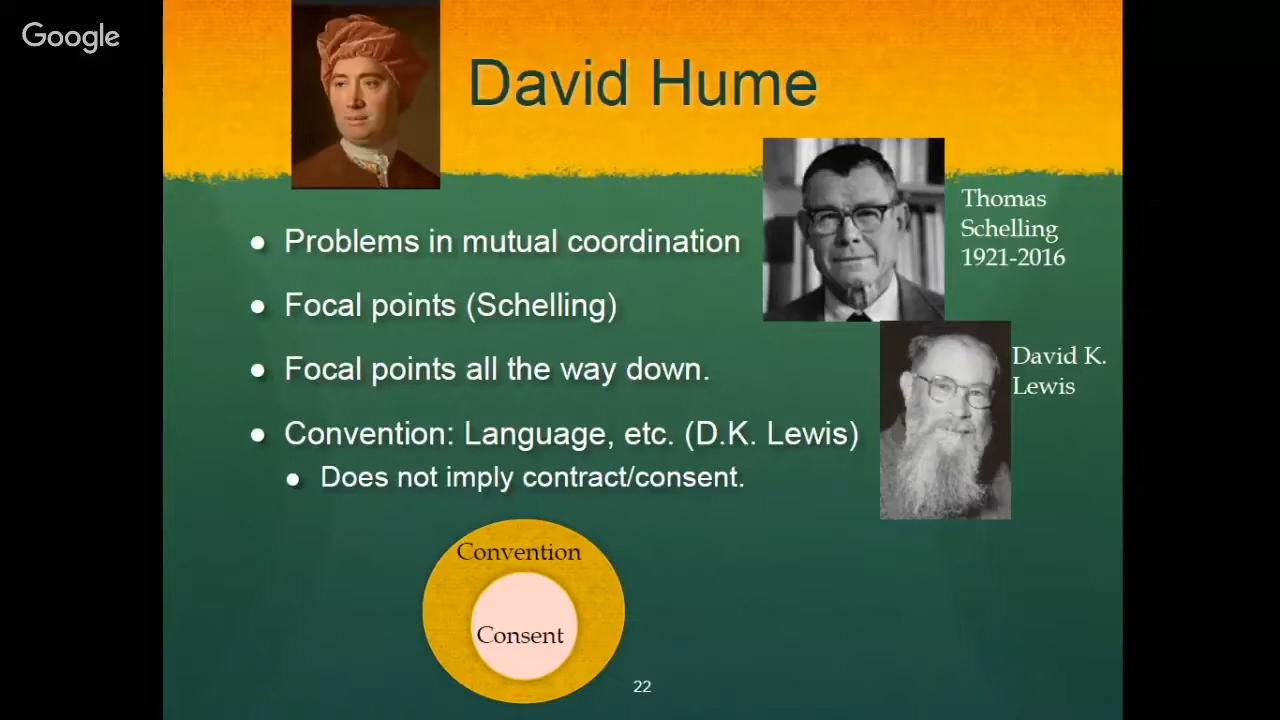 Google
David Hume
Thomas
Schelling
1921-2016
• Problems in mutual coordination
• Focal points (Schelling)
• Focal points all the way down.
David K.
Lewis
• Convention: Language, etc. (D.K. Lewis)
• Does not imply contract/consent.
Convention
Consent
22